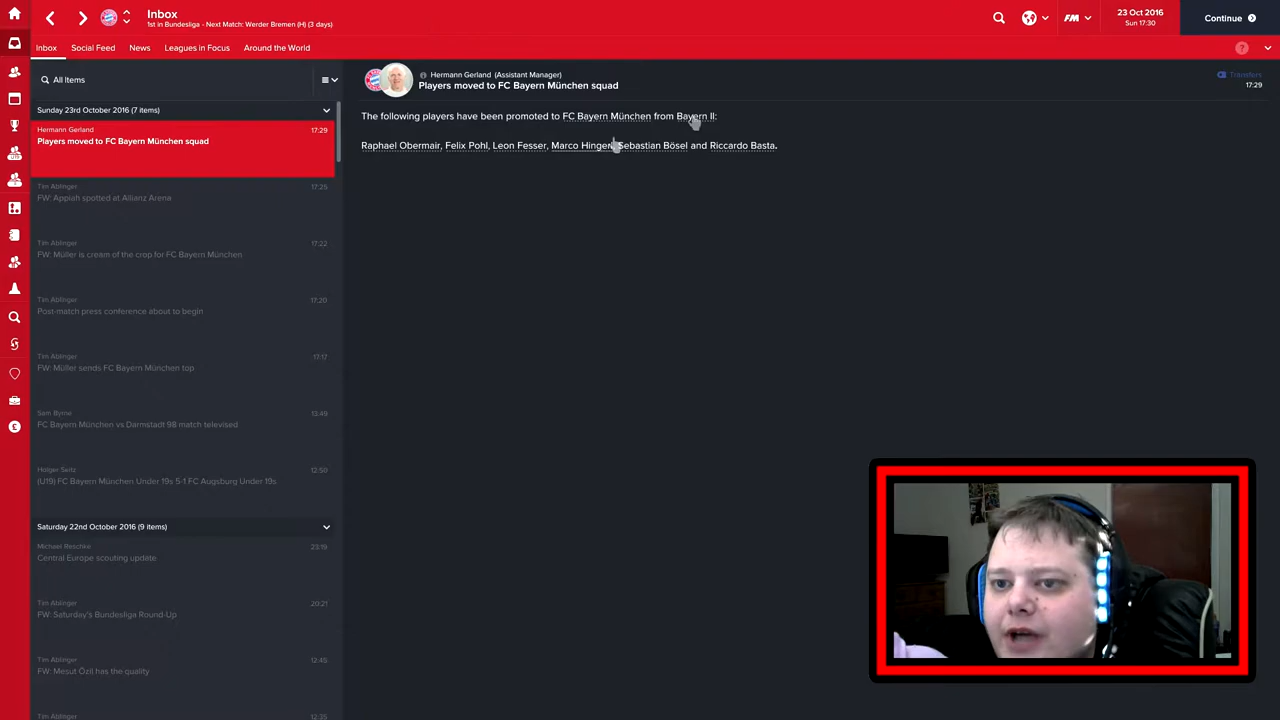 Inbox
1st in Bundesliga - Next Match: Werder Bremen (H) (3 days)
FM
23 Oct 2016
Sun 17:30
Continue
Inbox
Social Feed
News
Leagues in Focus
Around the World
?
All Items
Sunday 23rd October 2016 (7 items)
Hermann Gerland
17:29
Players moved to FC Bayern München squad
Tim Ablinger
17:25
FW: Appiah spotted at Allianz Arena
Tim Ablinger
17:22
FW: Müller is cream of the crop for FC Bayern München
Tim Ablinger
17:20
Post-match press conference about to begin
Tim Ablinger
17:17
FW: Müller sends FC Bayern München top
Sam Byrne
13:49
FC Bayern München vs Darmstadt 98 match televised
Holger Seitz
12:50
(U19) FC Bayern München Under 19s 5-1 FC Augsburg Under 19s
Saturday 22nd October 2016 (9 items)
Michael Reschke
23:19
Central Europe scouting update
Tim Ablinger
20:21
FW: Saturday's Bundesliga Round-Up
Tim Ablinger
12:45
FW: Mesut Özil has the quality
Tim Ablinger
12:35
Hermann Gerland (Assistant Manager)
Players moved to FC Bayern München squad
Transfers
17:29
The following players have been promoted to FC Bayern München from Bayern II:
Raphael Obermair, Felix Pohl, Leon Fesser, Marco Hinger Sebastian Bösel and Riccardo Basta.